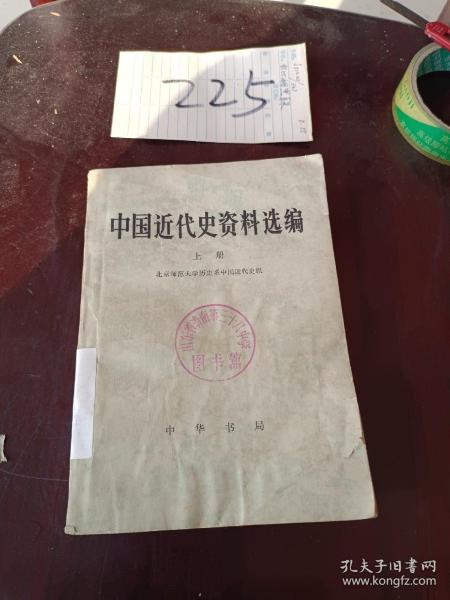 225
中国近代史资料选编
上册
北京师范大学历史系中国近代史组
图书馆
中华书局
孔夫子旧书网
www.kongfz.com